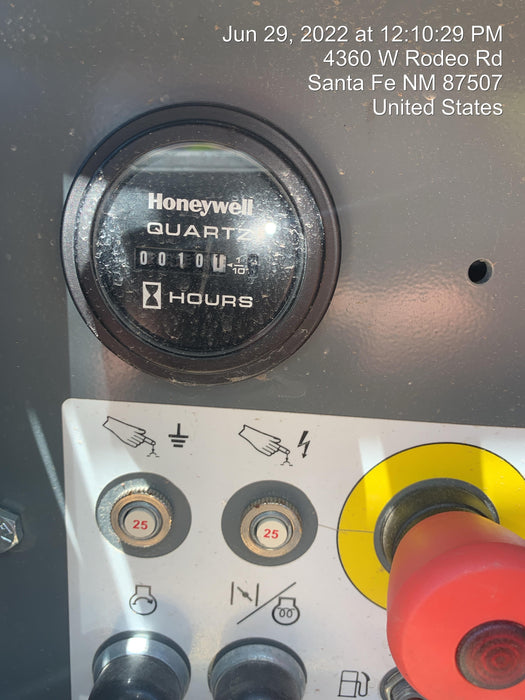 Jun 29, 2022 at 12:10:29 PM
4360 W Rodeo Rd
Santa Fe NM 87507
United States
Honeywell
QUARTZ
0010 1/10
HOURS
25 25